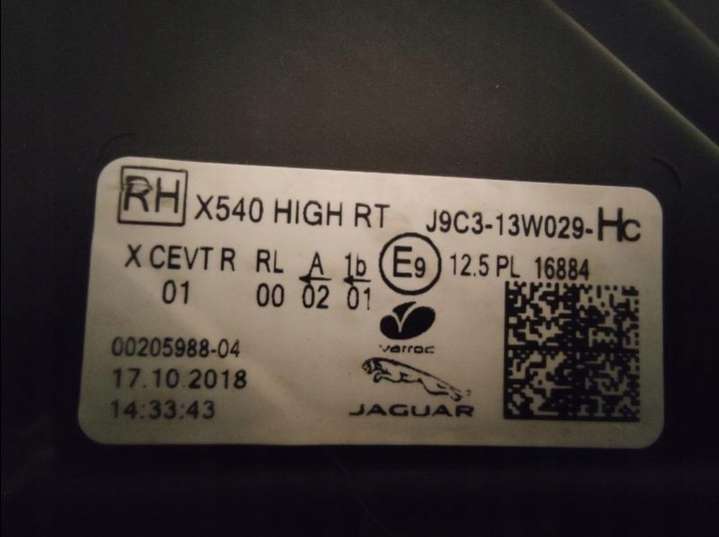 RH X540 HIGH RT J9C3-13W029-HC
X CEVT R RL A 1b E9 12.5 PL 16884
01 00 02 01
varroc
00205988-04
17.10.2018
14:33:43
JAGUAR